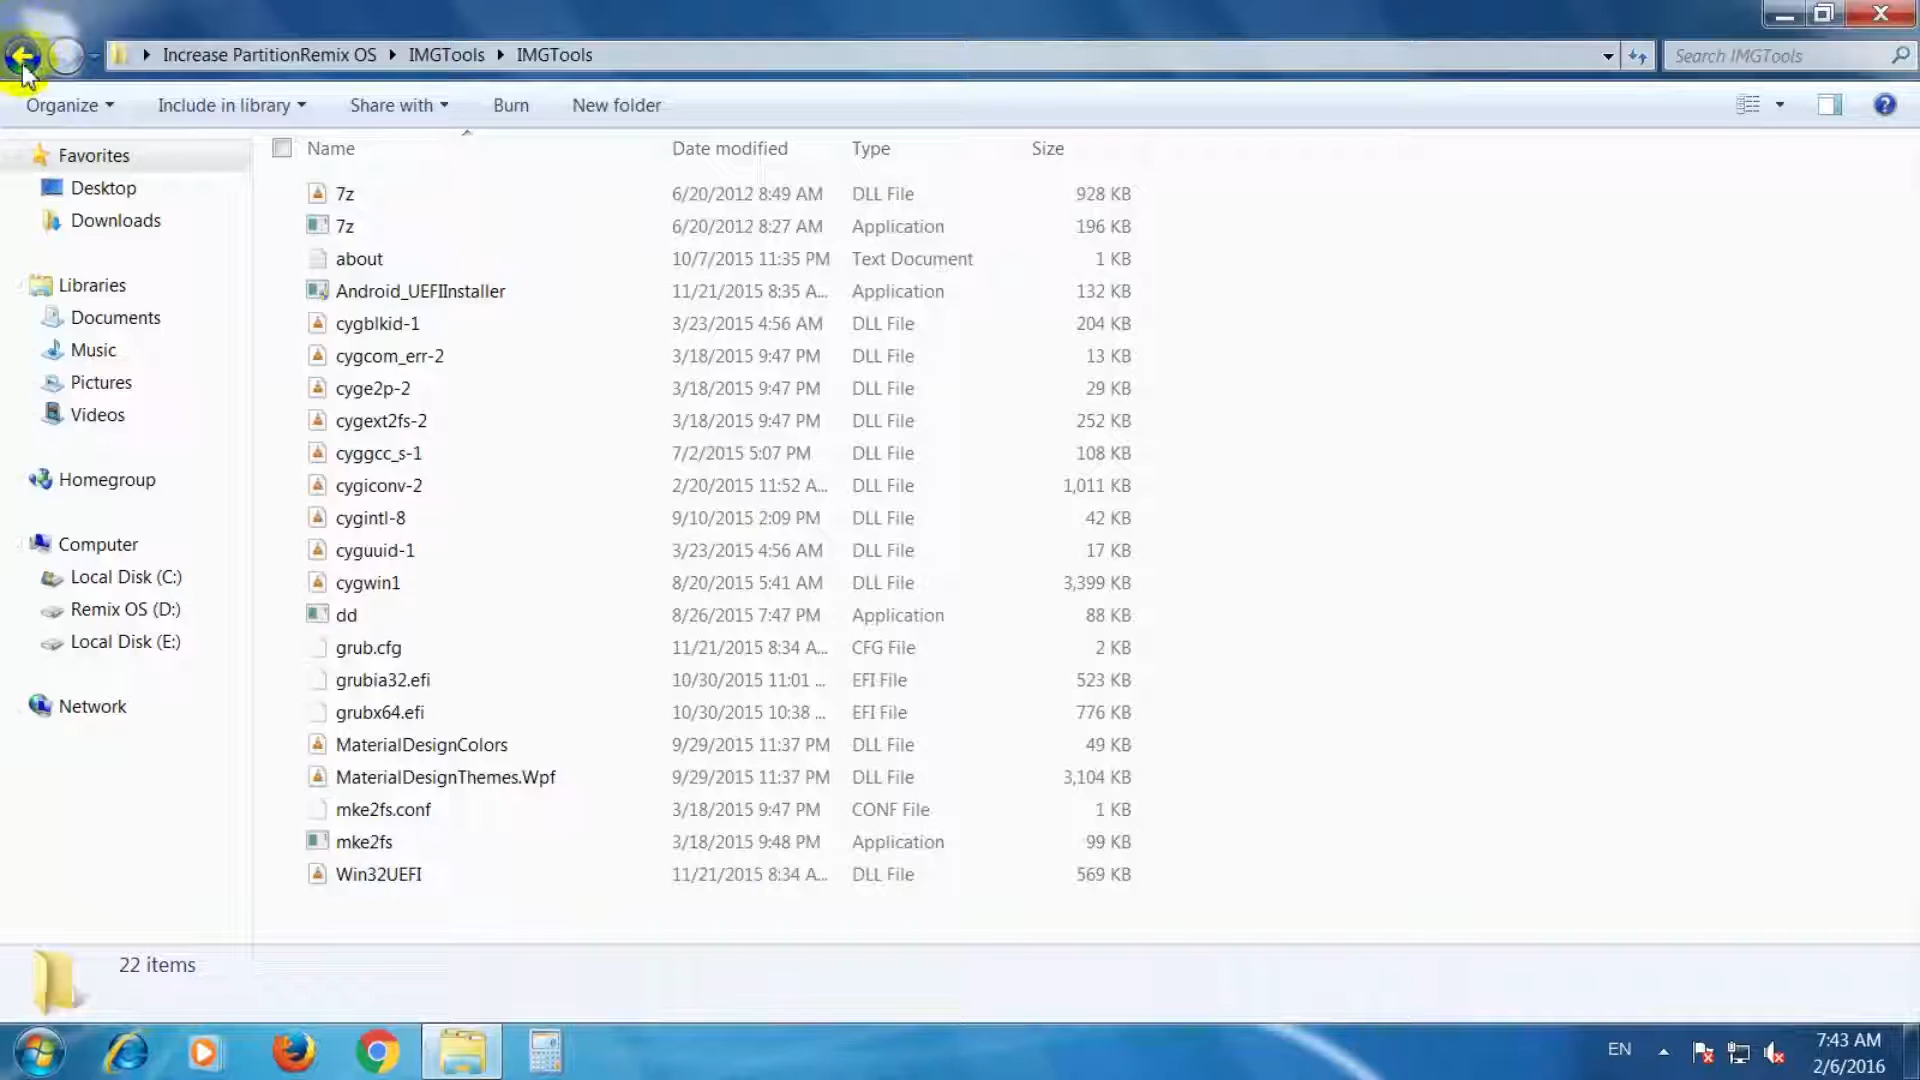 Increase PartitionRemix OS IMGTools IMGTools Search IMGTools
Organize Include in library Share with Burn New folder
Favorites
Desktop
Downloads
Libraries
Documents
Music
Pictures
Videos
Homegroup
Computer
Local Disk (C:)
Remix OS (D:)
Local Disk (E:)
Network
Name Date modified Type Size
7z 6/20/2012 8:49 AM DLL File 928 KB
7z 6/20/2012 8:27 AM Application 196 KB
about 10/7/2015 11:35 PM Text Document 1 KB
Android_UEFIInstaller 11/21/2015 8:35 A... Application 132 KB
cygblkid-1 3/23/2015 4:56 AM DLL File 204 KB
cygcom_err-2 3/18/2015 9:47 PM DLL File 13 KB
cyge2p-2 3/18/2015 9:47 PM DLL File 29 KB
cygext2fs-2 3/18/2015 9:47 PM DLL File 252 KB
cyggcc_s-1 7/2/2015 5:07 PM DLL File 108 KB
cygiconv-2 2/20/2015 11:52 A... DLL File 1,011 KB
cygintl-8 9/10/2015 2:09 PM DLL File 42 KB
cyguuid-1 3/23/2015 4:56 AM DLL File 17 KB
cygwin1 8/20/2015 5:41 AM DLL File 3,399 KB
dd 8/26/2015 7:47 PM Application 88 KB
grub.cfg 11/21/2015 8:34 A... CFG File 2 KB
grubia32.efi 10/30/2015 11:01 ... EFI File 523 KB
grubx64.efi 10/30/2015 10:38 ... EFI File 776 KB
MaterialDesignColors 9/29/2015 11:37 PM DLL File 49 KB
MaterialDesignThemes.Wpf 9/29/2015 11:37 PM DLL File 3,104 KB
mke2fs.conf 3/18/2015 9:47 PM CONF File 1 KB
mke2fs 3/18/2015 9:48 PM Application 99 KB
Win32UEFI 11/21/2015 8:34 A... DLL File 569 KB
22 items
EN 7:43 AM
2/6/2016